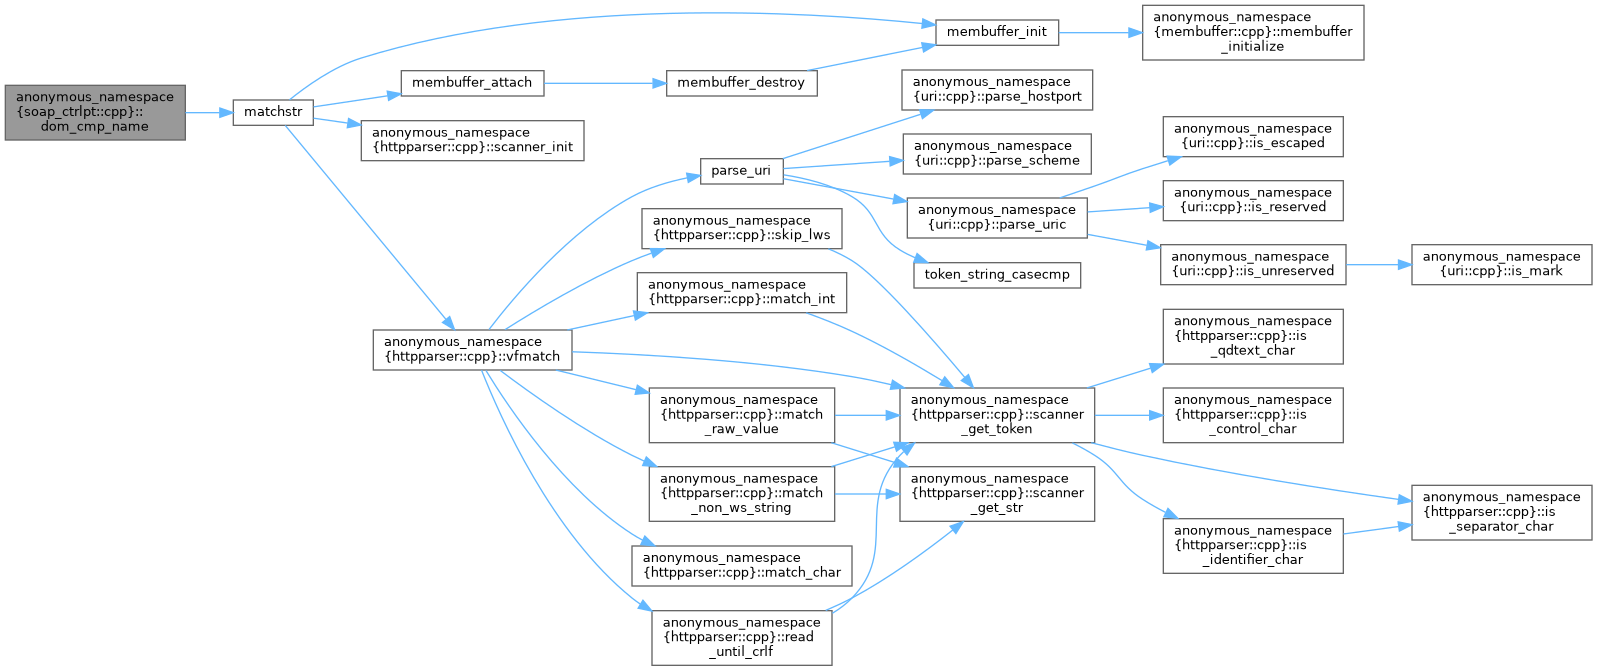 anonymous_namespace
{soap_ctrlpt::cpp}::
dom_cmp_name
matchstr
membuffer_attach
anonymous_namespace
{httpparser::cpp}::scanner_init
anonymous_namespace
{httpparser::cpp}::vfmatch
membuffer_destroy
parse_uri
anonymous_namespace
{httpparser::cpp}::skip_lws
anonymous_namespace
{httpparser::cpp}::match_int
anonymous_namespace
{httpparser::cpp}::match
_raw_value
anonymous_namespace
{httpparser::cpp}::match
_non_ws_string
anonymous_namespace
{httpparser::cpp}::match_char
anonymous_namespace
{httpparser::cpp}::read
_until_crlf
membuffer_init
anonymous_namespace
{uri::cpp}::parse_hostport
anonymous_namespace
{uri::cpp}::parse_scheme
anonymous_namespace
{uri::cpp}::parse_uric
token_string_casecmp
anonymous_namespace
{httpparser::cpp}::scanner
_get_token
anonymous_namespace
{httpparser::cpp}::scanner
_get_str
anonymous_namespace
{membuffer::cpp}::membuffer
_initialize
anonymous_namespace
{uri::cpp}::is_escaped
anonymous_namespace
{uri::cpp}::is_reserved
anonymous_namespace
{uri::cpp}::is_unreserved
anonymous_namespace
{httpparser::cpp}::is
_qdtext_char
anonymous_namespace
{httpparser::cpp}::is
_control_char
anonymous_namespace
{httpparser::cpp}::is
_identifier_char
anonymous_namespace
{uri::cpp}::is_mark
anonymous_namespace
{httpparser::cpp}::is
_separator_char